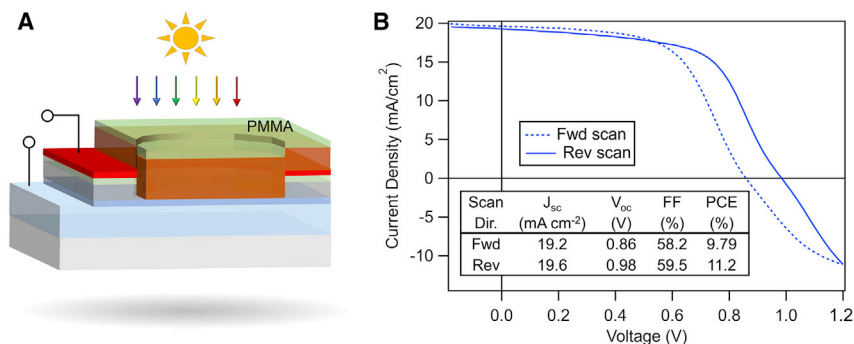 A
PMMA
B
Current Density (mA/cm²)
20
15
10
5
0
-5
-10
Fwd scan
Rev scan
Scan Dir. J_sc (mA cm⁻²) V_oc (V) FF (%) PCE (%)
Fwd 19.2 0.86 58.2 9.79
Rev 19.6 0.98 59.5 11.2
0.0 0.2 0.4 0.6 0.8 1.0 1.2
Voltage (V)